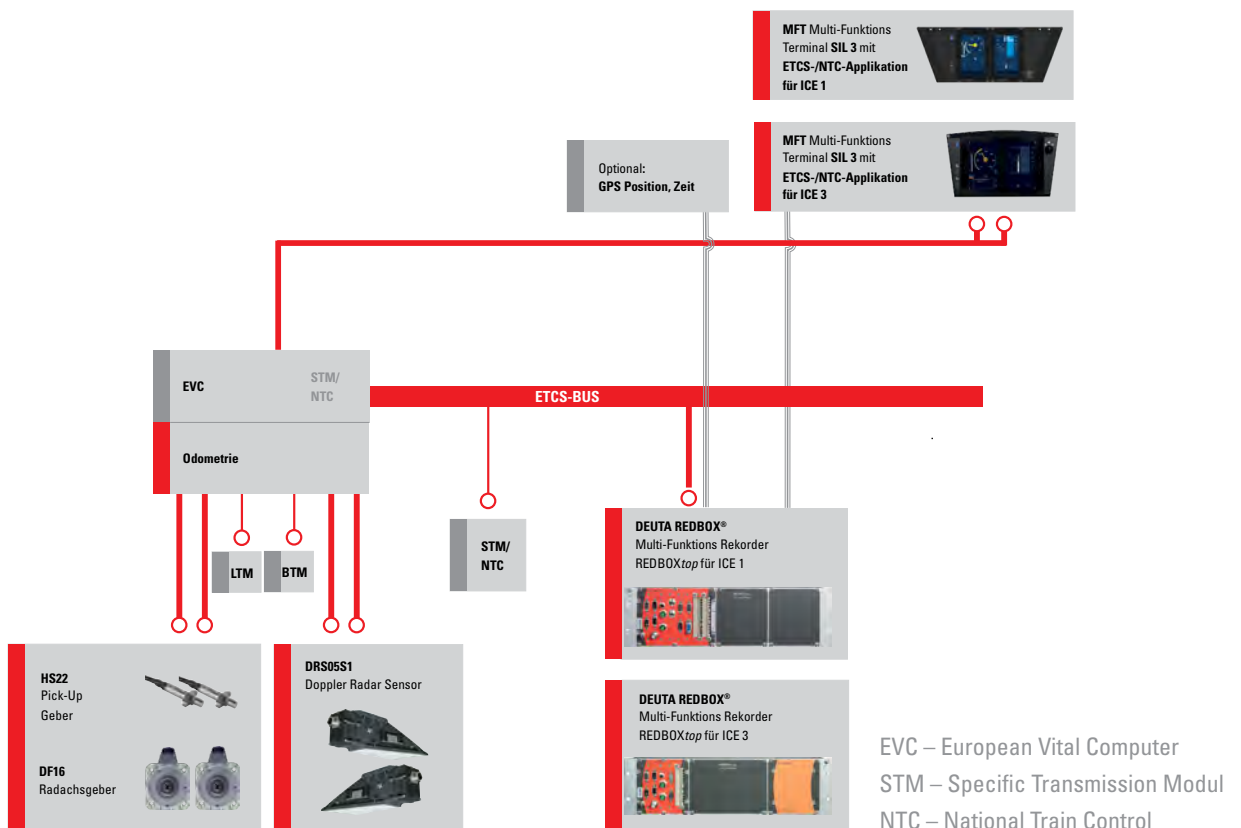 MFT Multi-Funktions
Terminal SIL 3 mit
ETCS-/NTC-Applikation
für ICE 1
MFT Multi-Funktions
Terminal SIL 3 mit
ETCS-/NTC-Applikation
für ICE 3
Optional:
GPS Position, Zeit
EVC
STM/
NTC
ETCS-BUS
Odometrie
LTM
BTM
STM/
NTC
DEUTA REDBOX®
Multi-Funktions Rekorder
REDBOXtop für ICE 1
HS22
Pick-Up
Geber
DF16
Radachsgeber
DRS05S1
Doppler Radar Sensor
DEUTA REDBOX®
Multi-Funktions Rekorder
REDBOXtop für ICE 3
EVC – European Vital Computer
STM – Specific Transmission Modul
NTC – National Train Control